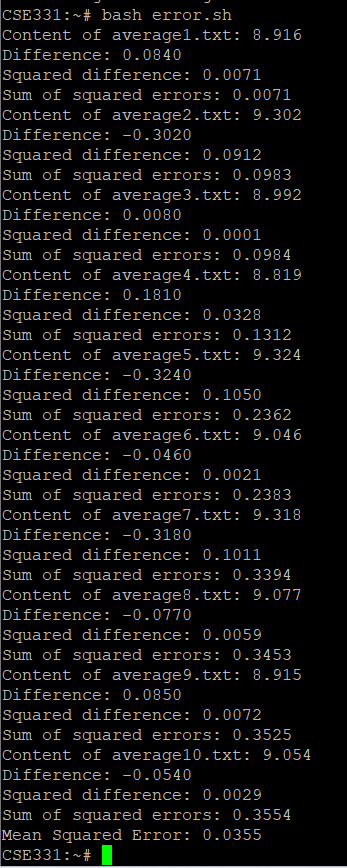 CSE331:~# bash error.sh
Content of average1.txt: 8.916
Difference: 0.0840
Squared difference: 0.0071
Sum of squared errors: 0.0071
Content of average2.txt: 9.302
Difference: -0.3020
Squared difference: 0.0912
Sum of squared errors: 0.0983
Content of average3.txt: 8.992
Difference: 0.0080
Squared difference: 0.0001
Sum of squared errors: 0.0984
Content of average4.txt: 8.819
Difference: 0.1810
Squared difference: 0.0328
Sum of squared errors: 0.1312
Content of average5.txt: 9.324
Difference: -0.3240
Squared difference: 0.1050
Sum of squared errors: 0.2362
Content of average6.txt: 9.046
Difference: -0.0460
Squared difference: 0.0021
Sum of squared errors: 0.2383
Content of average7.txt: 9.318
Difference: -0.3180
Squared difference: 0.1011
Sum of squared errors: 0.3394
Content of average8.txt: 9.077
Difference: -0.0770
Squared difference: 0.0059
Sum of squared errors: 0.3453
Content of average9.txt: 8.915
Difference: 0.0850
Squared difference: 0.0072
Sum of squared errors: 0.3525
Content of average10.txt: 9.054
Difference: -0.0540
Squared difference: 0.0029
Sum of squared errors: 0.3554
Mean Squared Error: 0.0355
CSE331:~#